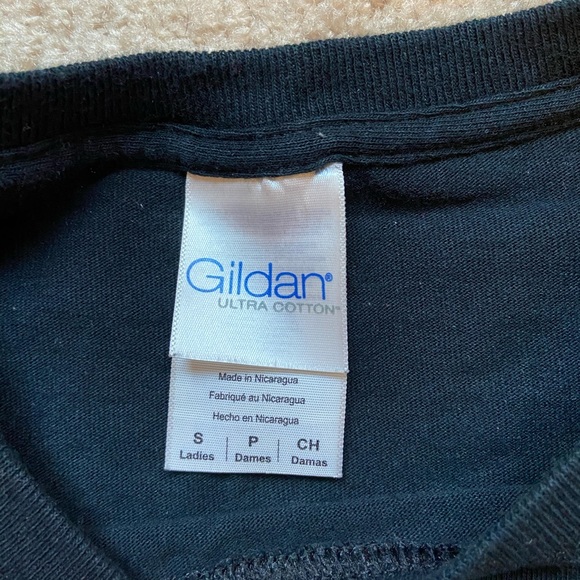 Gildan®
ULTRA COTTON™
Made in Nicaragua
Fabriqué au Nicaragua
Hecho en Nicaragua
S | P | CH
Ladies | Dames | Damas